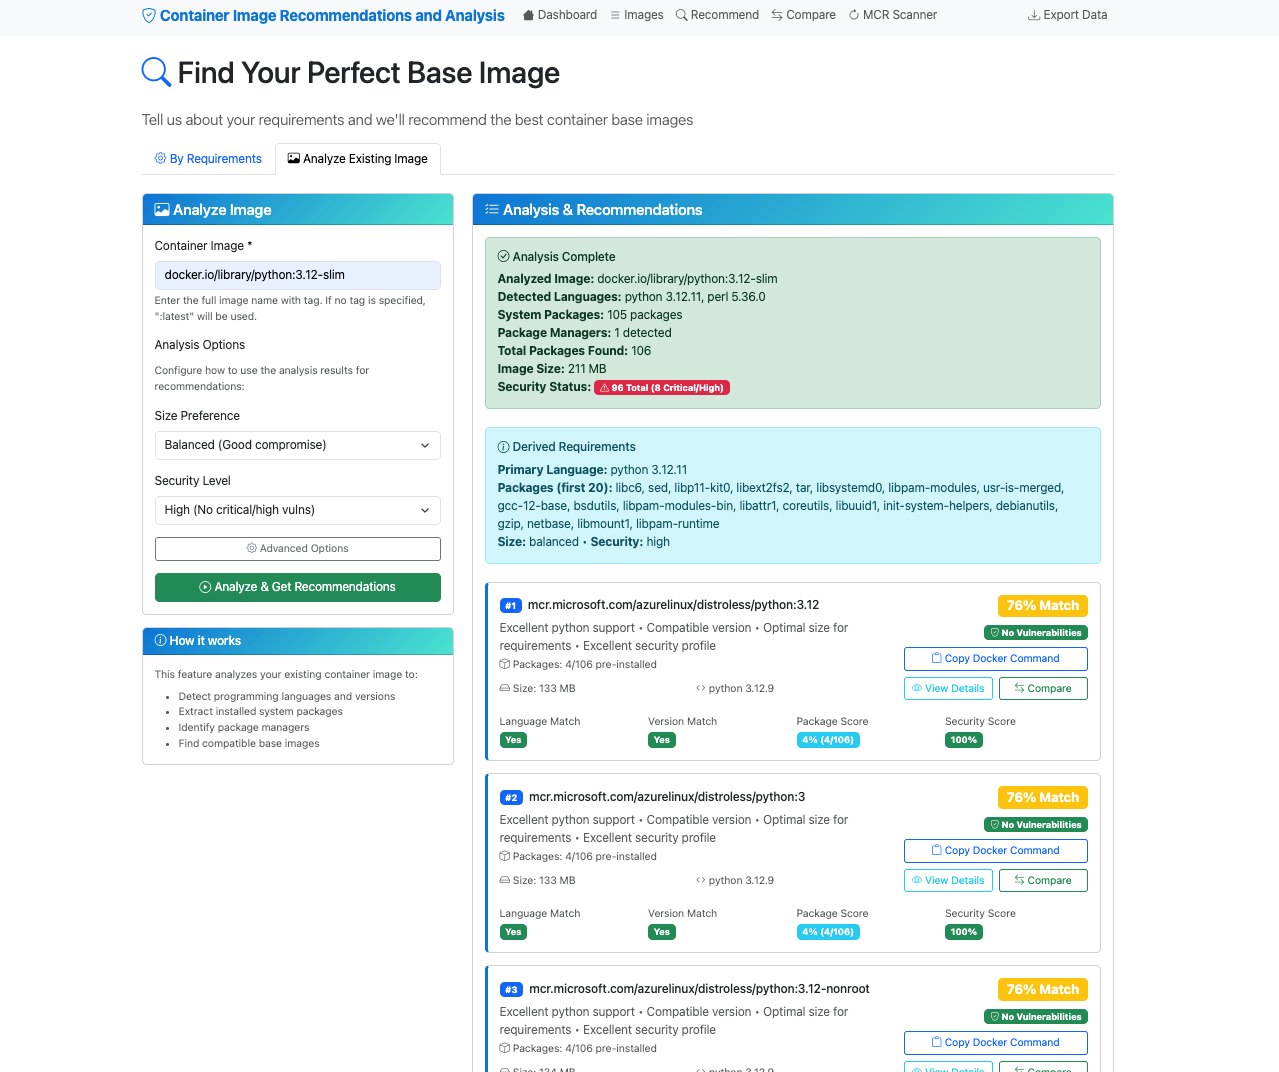 Container Image Recommendations and Analysis
Dashboard
Images
Recommend
Compare
MCR Scanner
Export Data
Find Your Perfect Base Image
Tell us about your requirements and we'll recommend the best container base images
By Requirements
Analyze Existing Image
Analyze Image
Container Image *
docker.io/library/python:3.12-slim
Enter the full image name with tag. If no tag is specified,
":latest" will be used.
Analysis Options
Configure how to use the analysis results for
recommendations:
Size Preference
Balanced (Good compromise)
Security Level
High (No critical/high vulns)
Advanced Options
Analyze & Get Recommendations
How it works
This feature analyzes your existing container image to:
• Detect programming languages and versions
• Extract installed system packages
• Identify package managers
• Find compatible base images
Analysis & Recommendations
Analysis Complete
Analyzed Image: docker.io/library/python:3.12-slim
Detected Languages: python 3.12.11, perl 5.36.0
System Packages: 105 packages
Package Managers: 1 detected
Total Packages Found: 106
Image Size: 211 MB
Security Status: 96 Total (8 Critical/High)
Derived Requirements
Primary Language: python 3.12.11
Packages (first 20): libc6, sed, libp11-kit0, libext2fs2, tar, libsystemd0, libpam-modules, usr-is-merged,
gcc-12-base, bsdutils, libpam-modules-bin, libattr1, coreutils, libuuid1, init-system-helpers, debianutils,
gzip, netbase, libmount1, libpam-runtime
Size: balanced • Security: high
#1 mcr.microsoft.com/azurelinux/distroless/python:3.12
76% Match
Excellent python support • Compatible version • Optimal size for
requirements • Excellent security profile
No Vulnerabilities
Packages: 4/106 pre-installed
Copy Docker Command
Size: 133 MB
python 3.12.9
View Details
Compare
Language Match
Version Match
Package Score
Security Score
Yes
Yes
4% (4/106)
100%
#2 mcr.microsoft.com/azurelinux/distroless/python:3
76% Match
Excellent python support • Compatible version • Optimal size for
requirements • Excellent security profile
No Vulnerabilities
Packages: 4/106 pre-installed
Copy Docker Command
Size: 133 MB
python 3.12.9
View Details
Compare
Language Match
Version Match
Package Score
Security Score
Yes
Yes
4% (4/106)
100%
#3 mcr.microsoft.com/azurelinux/distroless/python:3.12-nonroot
76% Match
Excellent python support • Compatible version • Optimal size for
requirements • Excellent security profile
No Vulnerabilities
Packages: 4/106 pre-installed
Copy Docker Command
Size: 134 MB
python 3.12.9
View Details
Compare